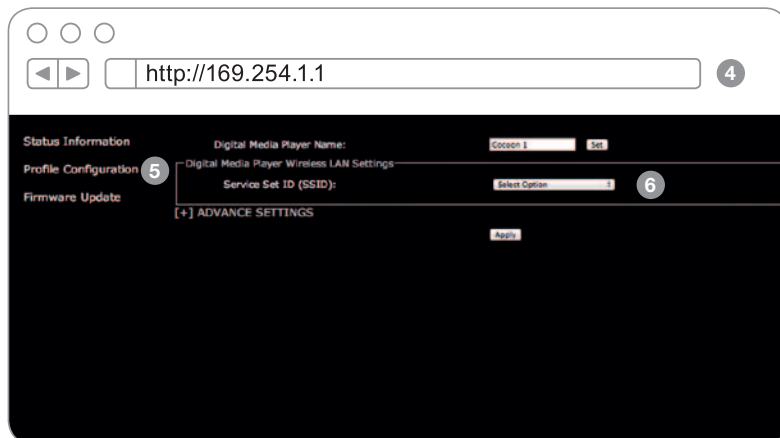 http://169.254.1.1
4
Status Information
Digital Media Player Name:
Cocoon 1
Set
Profile Configuration
5
Digital Media Player Wireless LAN Settings
Service Set ID (SSID):
Select Option
6
Firmware Update
[+] ADVANCE SETTINGS
Apply